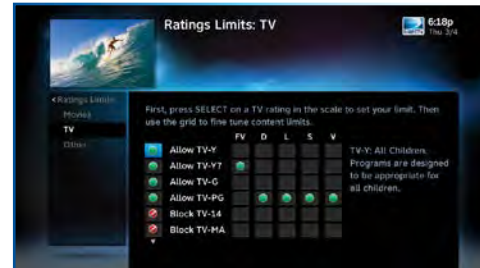 Ratings Limits: TV
6:18p
Thu 3/4
<Ratings Limits
Movies
TV
Other
First, press SELECT on a TV rating in the scale to set your limit. Then
use the grid to fine tune content limits.
FV D L S V
Allow TV-Y
Allow TV-Y7
Allow TV-G
Allow TV-PG
Block TV-14
Block TV-MA
TV-Y: All Children.
Programs are designed
to be appropriate for
all children.